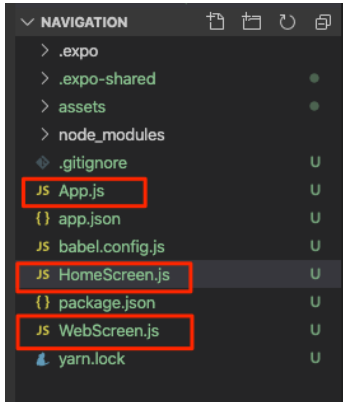 NAVIGATION
.expo
.expo-shared
assets
node_modules
.gitignore U
JS App.js U
{} app.json U
JS babel.config.js U
JS HomeScreen.js U
{} package.json U
JS WebScreen.js U
yarn.lock U